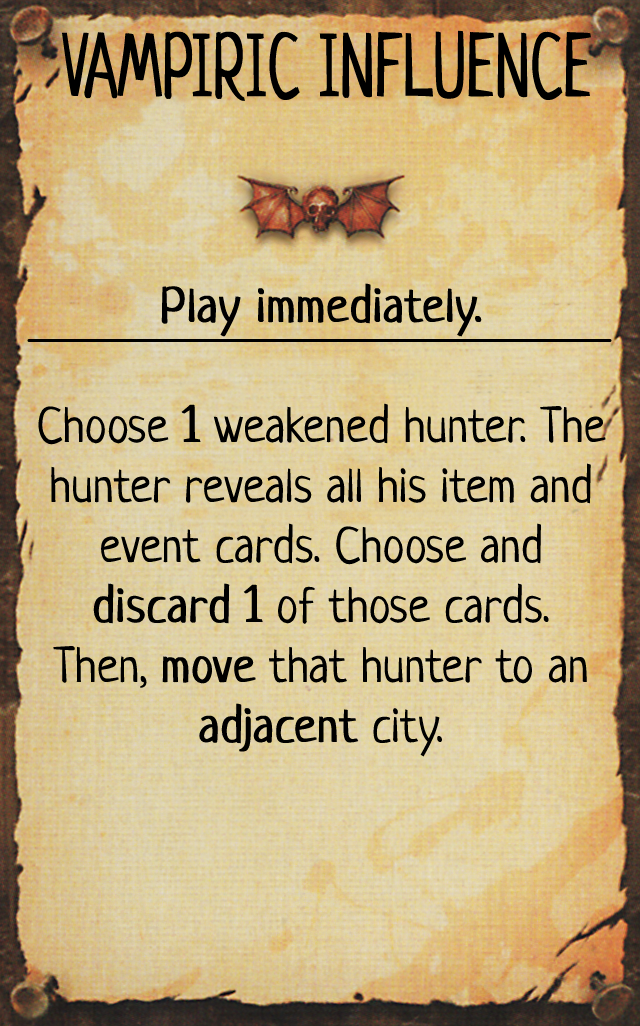 VAMPIRIC INFLUENCE
Play immediately.
Choose 1 weakened hunter. The
hunter reveals all his item and
event cards. Choose and
discard 1 of those cards.
Then, move that hunter to an
adjacent city.